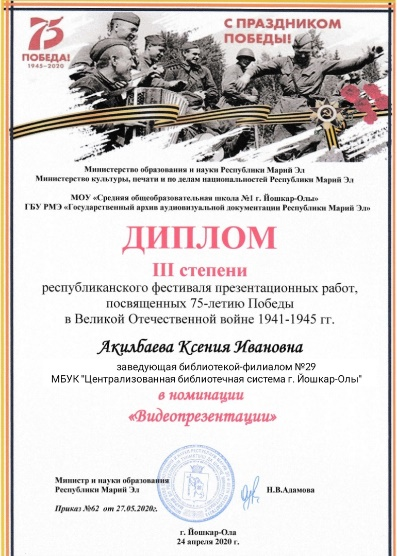 75
ПОБЕДА!
1945–2020
С ПРАЗДНИКОМ
ПОБЕДЫ!
Министерство образования и науки Республики Марий Эл
Министерство культуры, печати и по делам национальностей Республики Марий Эл
МОУ «Средняя общеобразовательная школа №1 г. Йошкар-Олы»
ГБУ РМЭ «Государственный архив аудиовизуальной документации Республики Марий Эл»
ДИПЛОМ
III степени
республиканского фестиваля презентационных работ,
посвященных 75-летию Победы
в Великой Отечественной войне 1941-1945 гг.
Акилбаева Ксения Ивановна
заведующая библиотекой-филиалом №29
МБУК "Централизованная библиотечная система г. Йошкар-Олы"
в номинации
«Видеопрезентации»
Министр и науки образования
Республики Марий Эл
Н.В.Адамова
Приказ №62 от 27.05.2020г.
г. Йошкар-Ола
24 апреля 2020 г.